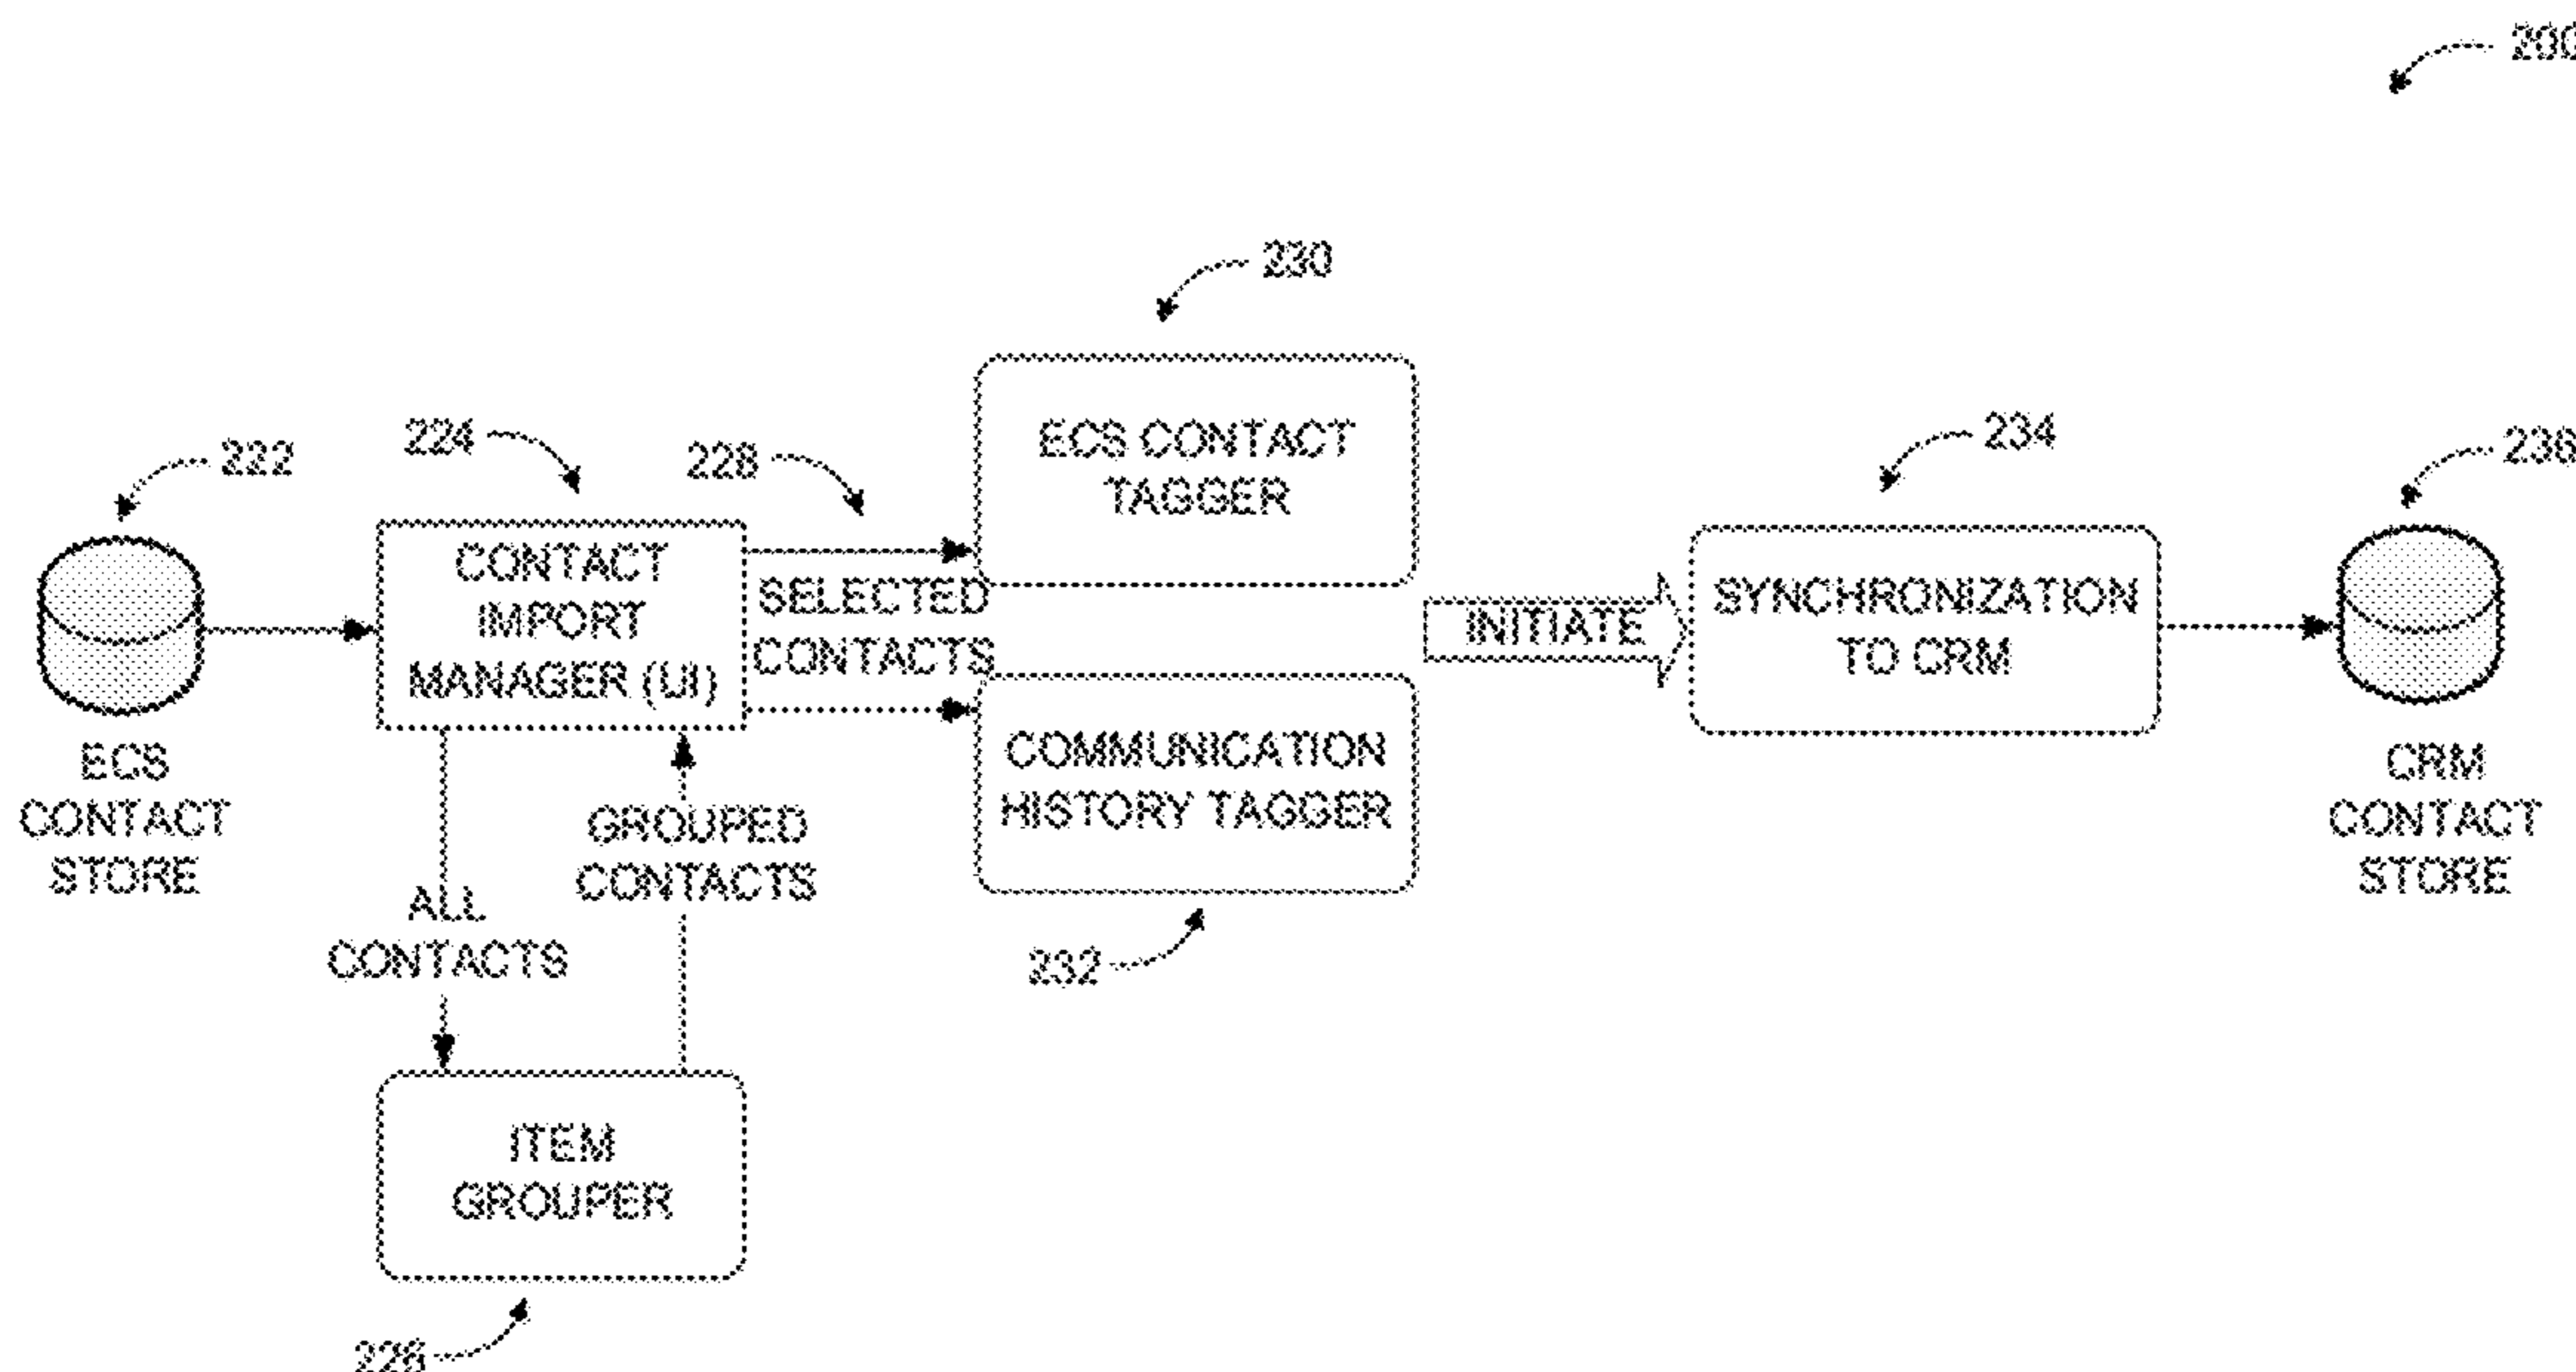 200
230
222
224
228
234
236
ECS CONTACT
TAGGER
CONTACT
IMPORT
MANAGER (UI)
SELECTED
CONTACTS
INITIATE
SYNCHRONIZATION
TO CRM
ECS
CONTACT
STORE
COMMUNICATION
HISTORY TAGGER
CRM
CONTACT
STORE
GROUPED
CONTACTS
ALL
CONTACTS
232
ITEM
GROUPER
226